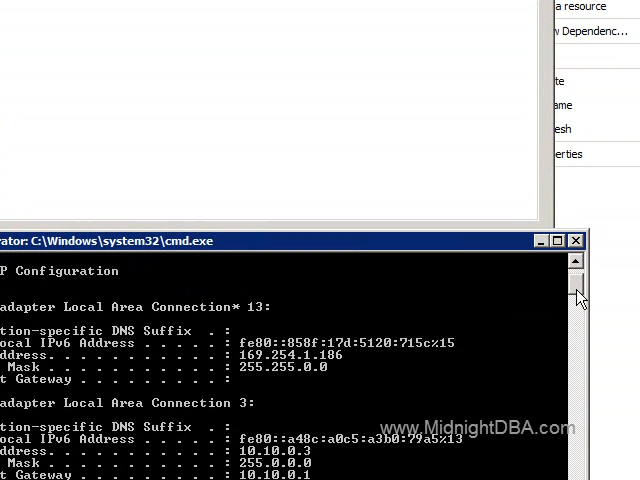 a resource
w Dependenc...
te
ame
esh
erties
rator: C:\Windows\system32\cmd.exe
P Configuration
adapter Local Area Connection* 13:
tion-specific DNS Suffix . :
ocal IPv6 Address . . . . . : fe80::858f:17d:5120:715c%15
ddress. . . . . . . . . . . : 169.254.1.186
Mask . . . . . . . . . . . : 255.255.0.0
t Gateway . . . . . . . . . :
adapter Local Area Connection 3:
tion-specific DNS Suffix . :
www.MidnightDBA.com
ocal IPv6 Address . . . . . : fe80::a48c:a0c5:a3b0:79a5%13
ddress. . . . . . . . . . . : 10.10.0.3
Mask . . . . . . . . . . . : 255.0.0.0
t Gateway . . . . . . . . . : 10.10.0.1